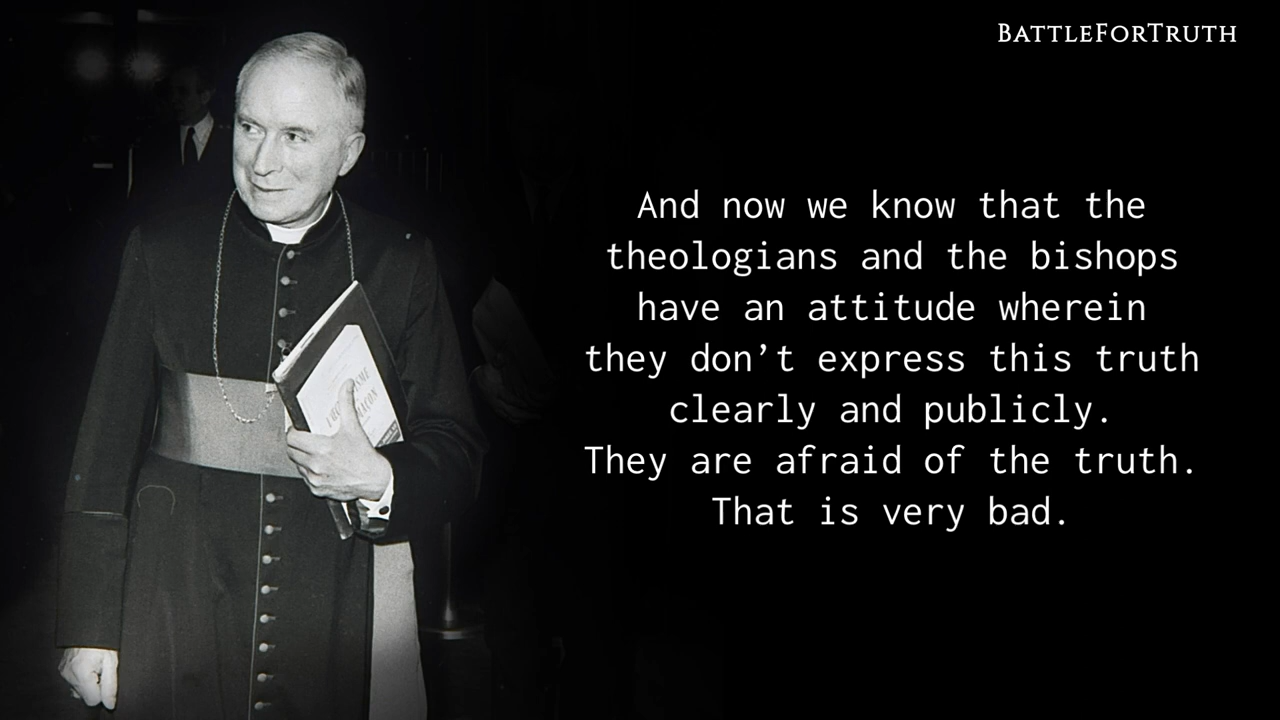 BATTLEFORTRUTH
And now we know that the
theologians and the bishops
have an attitude wherein
they don’t express this truth
clearly and publicly.
They are afraid of the truth.
That is very bad.